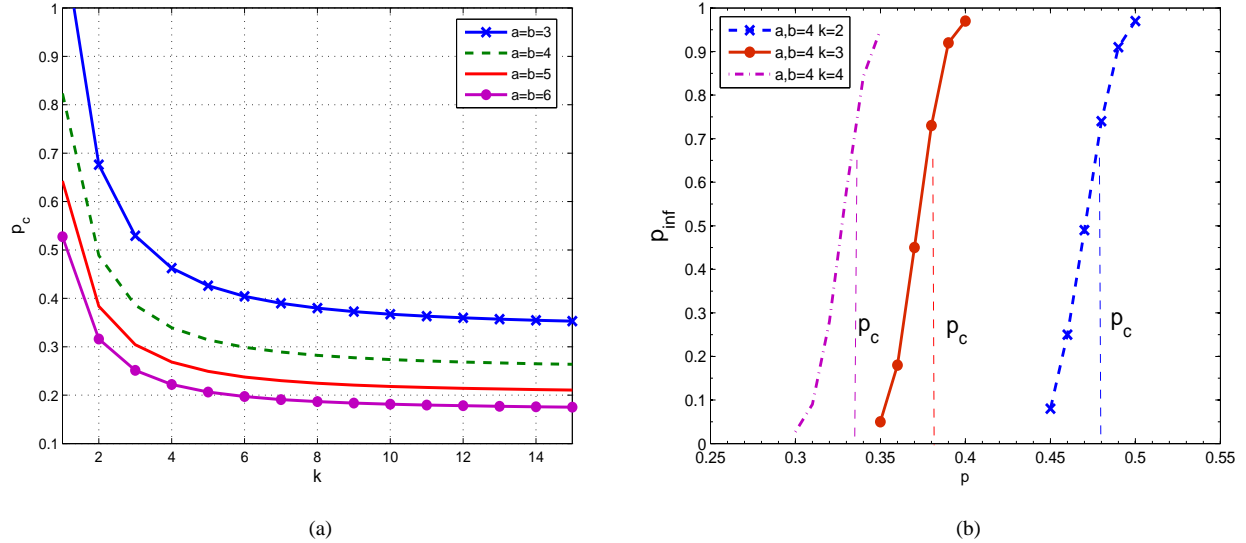 1
0.9
0.8
0.7
0.6
0.5
0.4
0.3
0.2
0.1
p_c
2 4 6 8 10 12 14
k
a=b=3
a=b=4
a=b=5
a=b=6
(a)
1
0.9
0.8
0.7
0.6
0.5
0.4
0.3
0.2
0.1
0
p_inf
0.25 0.3 0.35 0.4 0.45 0.5 0.55
p
a,b=4 k=2
a,b=4 k=3
a,b=4 k=4
p_c
p_c
p_c
(b)